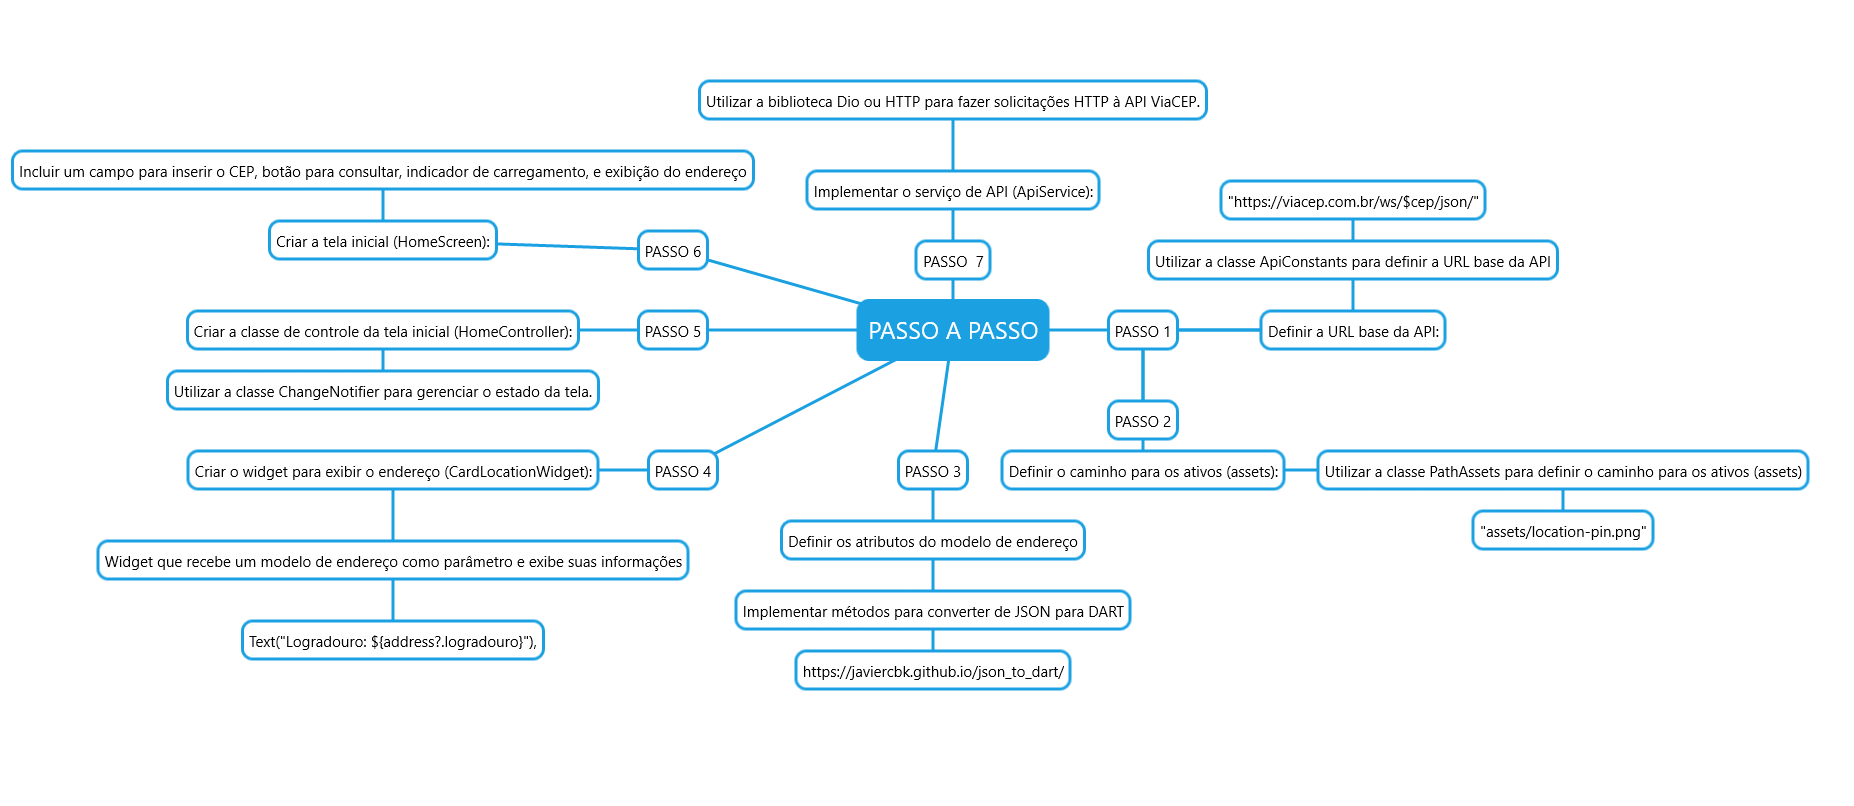 Utilizar a biblioteca Dio ou HTTP para fazer solicitações HTTP à API ViaCEP.
Incluir um campo para inserir o CEP, botão para consultar, indicador de carregamento, e exibição do endereço
Implementar o serviço de API (ApiService):
"https://viacep.com.br/ws/$cep/json/"
Criar a tela inicial (HomeScreen):
PASSO 6
PASSO  7
Utilizar a classe ApiConstants para definir a URL base da API
Criar a classe de controle da tela inicial (HomeController):
PASSO 5
PASSO A PASSO
PASSO 1
Definir a URL base da API:
Utilizar a classe ChangeNotifier para gerenciar o estado da tela.
PASSO 2
Criar o widget para exibir o endereço (CardLocationWidget):
PASSO 4
PASSO 3
Definir o caminho para os ativos (assets):
Utilizar a classe PathAssets para definir o caminho para os ativos (assets)
"assets/location-pin.png"
Definir os atributos do modelo de endereço
Widget que recebe um modelo de endereço como parâmetro e exibe suas informações
Implementar métodos para converter de JSON para DART
Text("Logradouro: ${address?.logradouro}"),
https://javiercbk.github.io/json_to_dart/